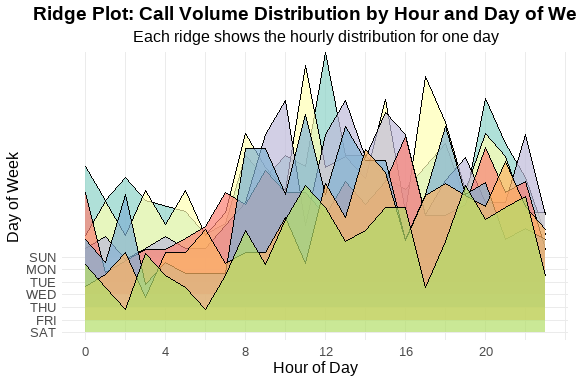 Ridge Plot: Call Volume Distribution by Hour and Day of We
Each ridge shows the hourly distribution for one day
Day of Week
SUN
MON
TUE
WED
THU
FRI
SAT
0 4 8 12 16 20
Hour of Day